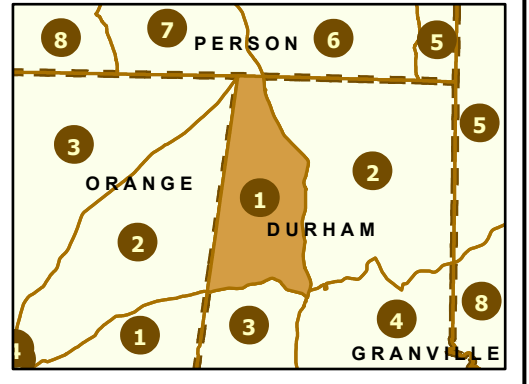 8 7 6 5
PERSON
3 5
2
ORANGE 1
DURHAM
2
8
1 3 4
4
GRANVILLE